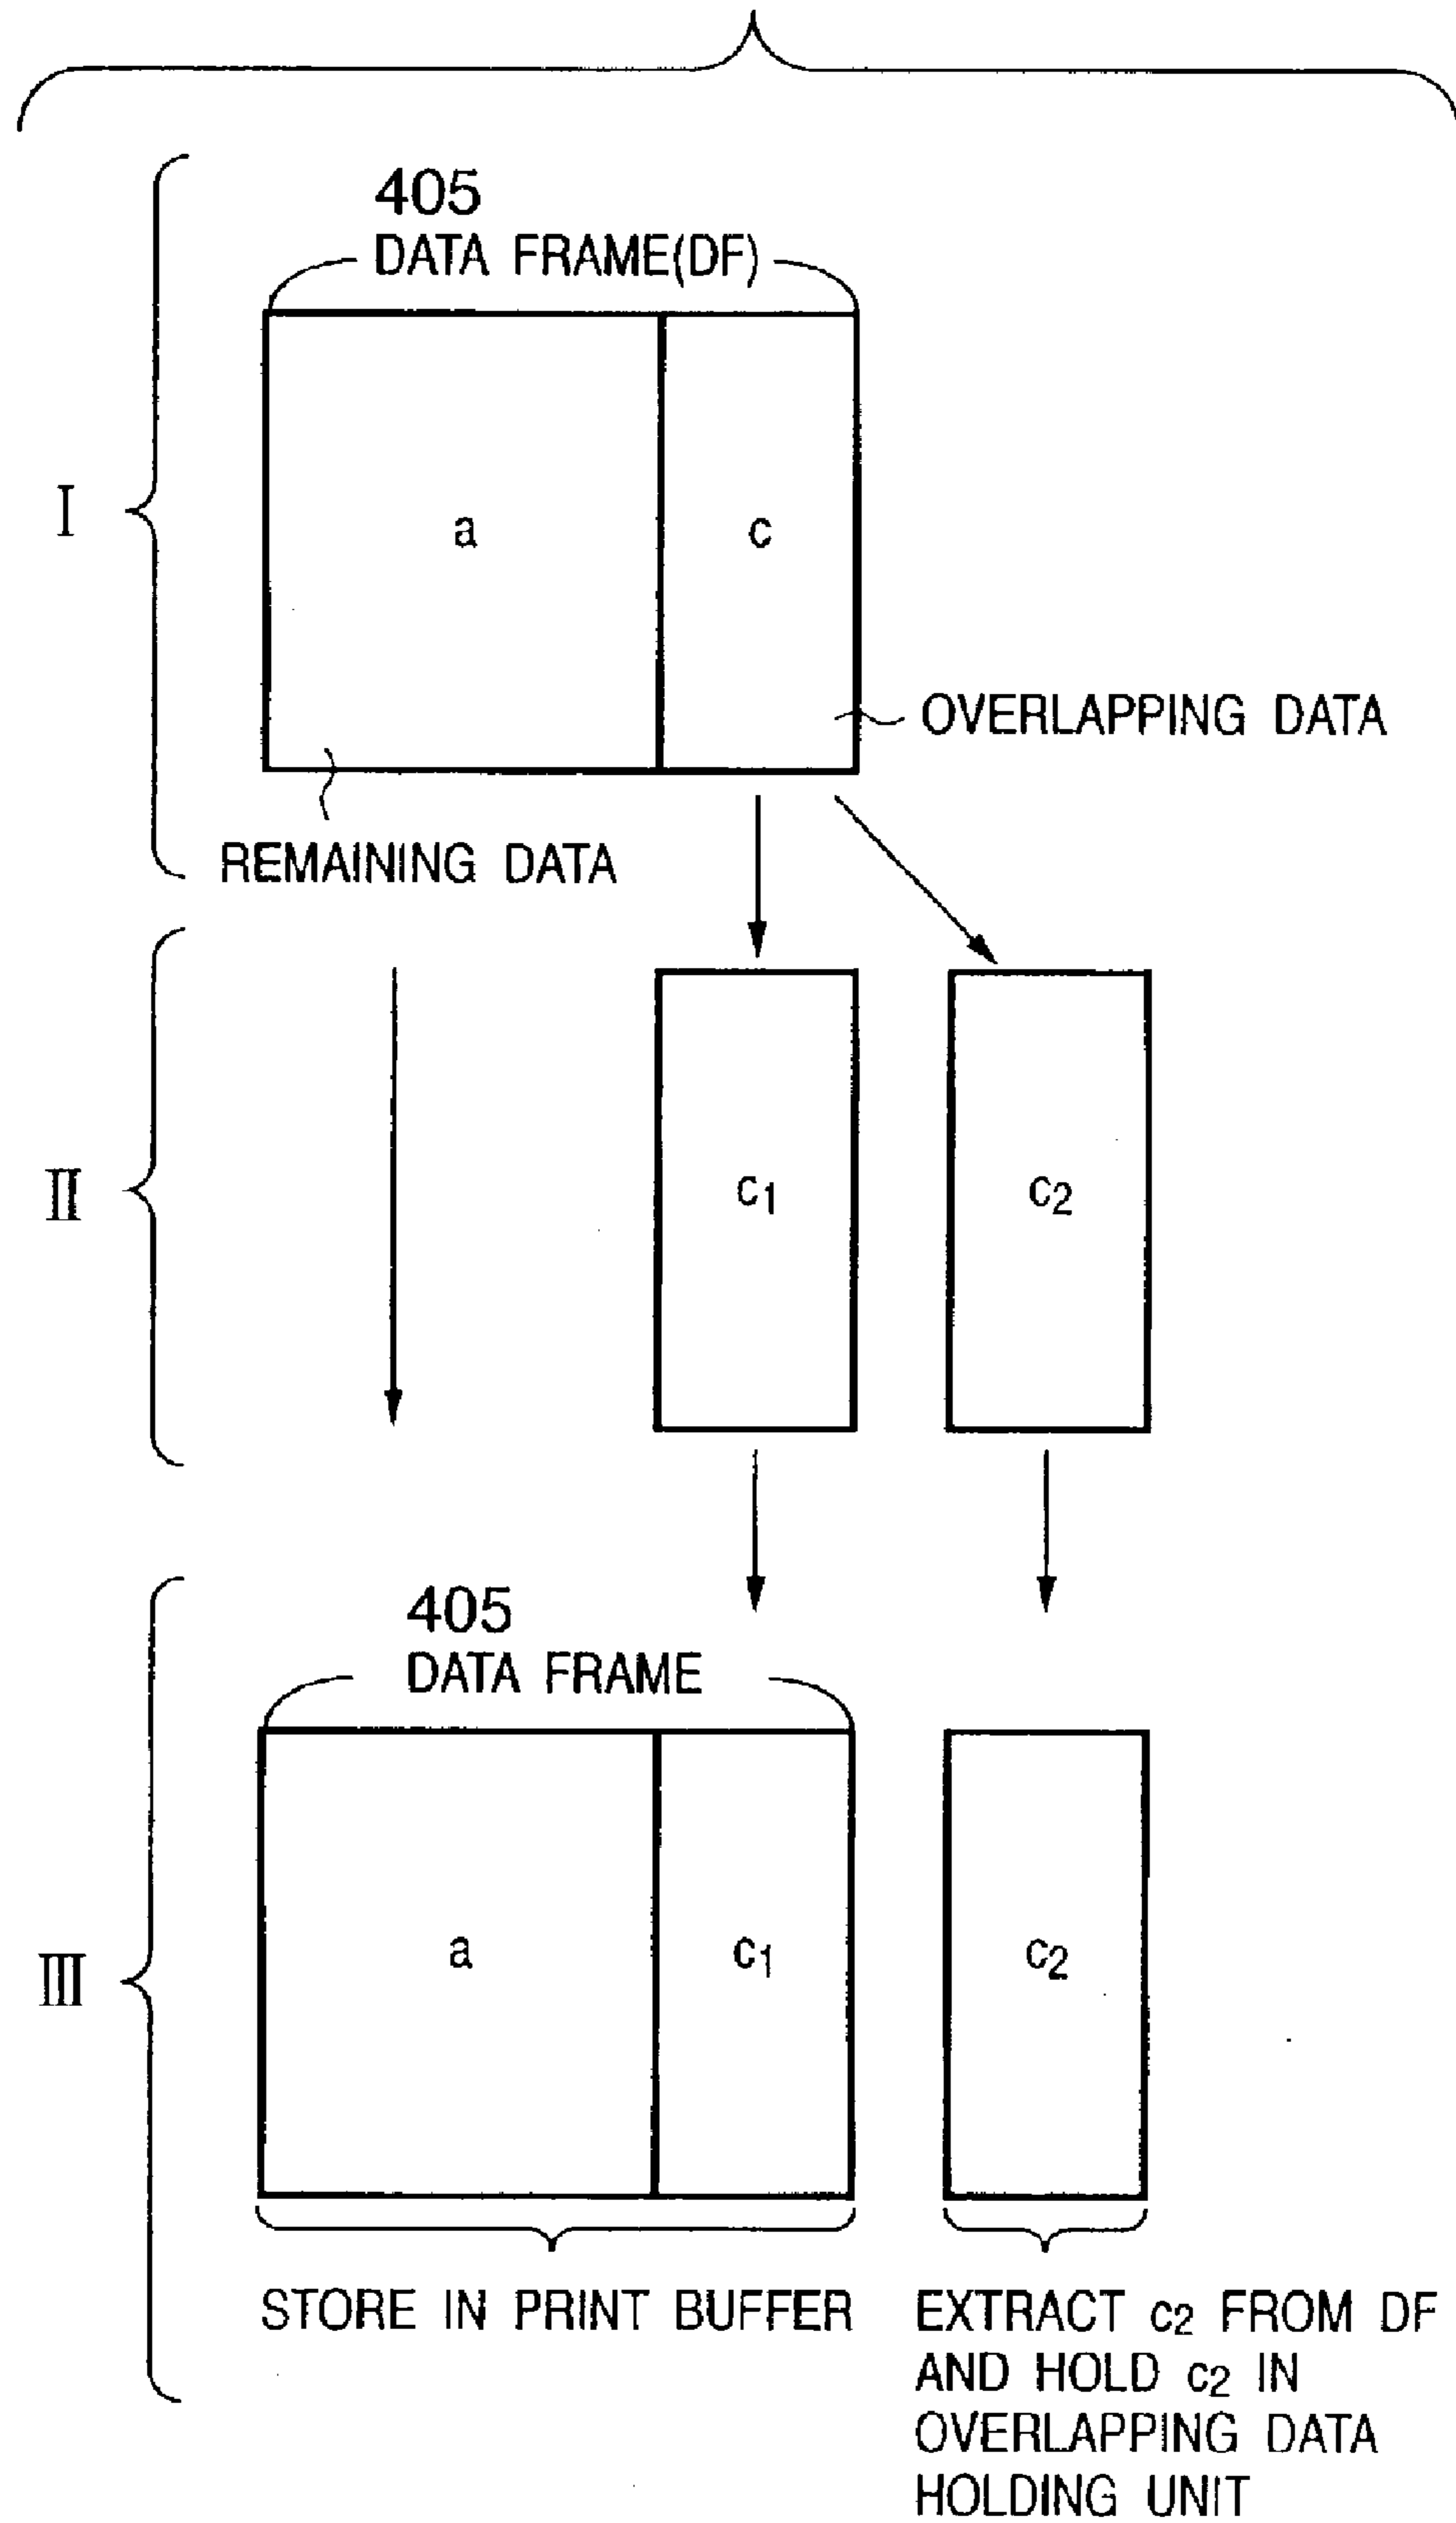 405
DATA FRAME(DF)
I
a
c
OVERLAPPING DATA
REMAINING DATA
II
c1
c2
405
DATA FRAME
III
a
c1
c2
STORE IN PRINT BUFFER
EXTRACT c2 FROM DF
AND HOLD c2 IN
OVERLAPPING DATA
HOLDING UNIT